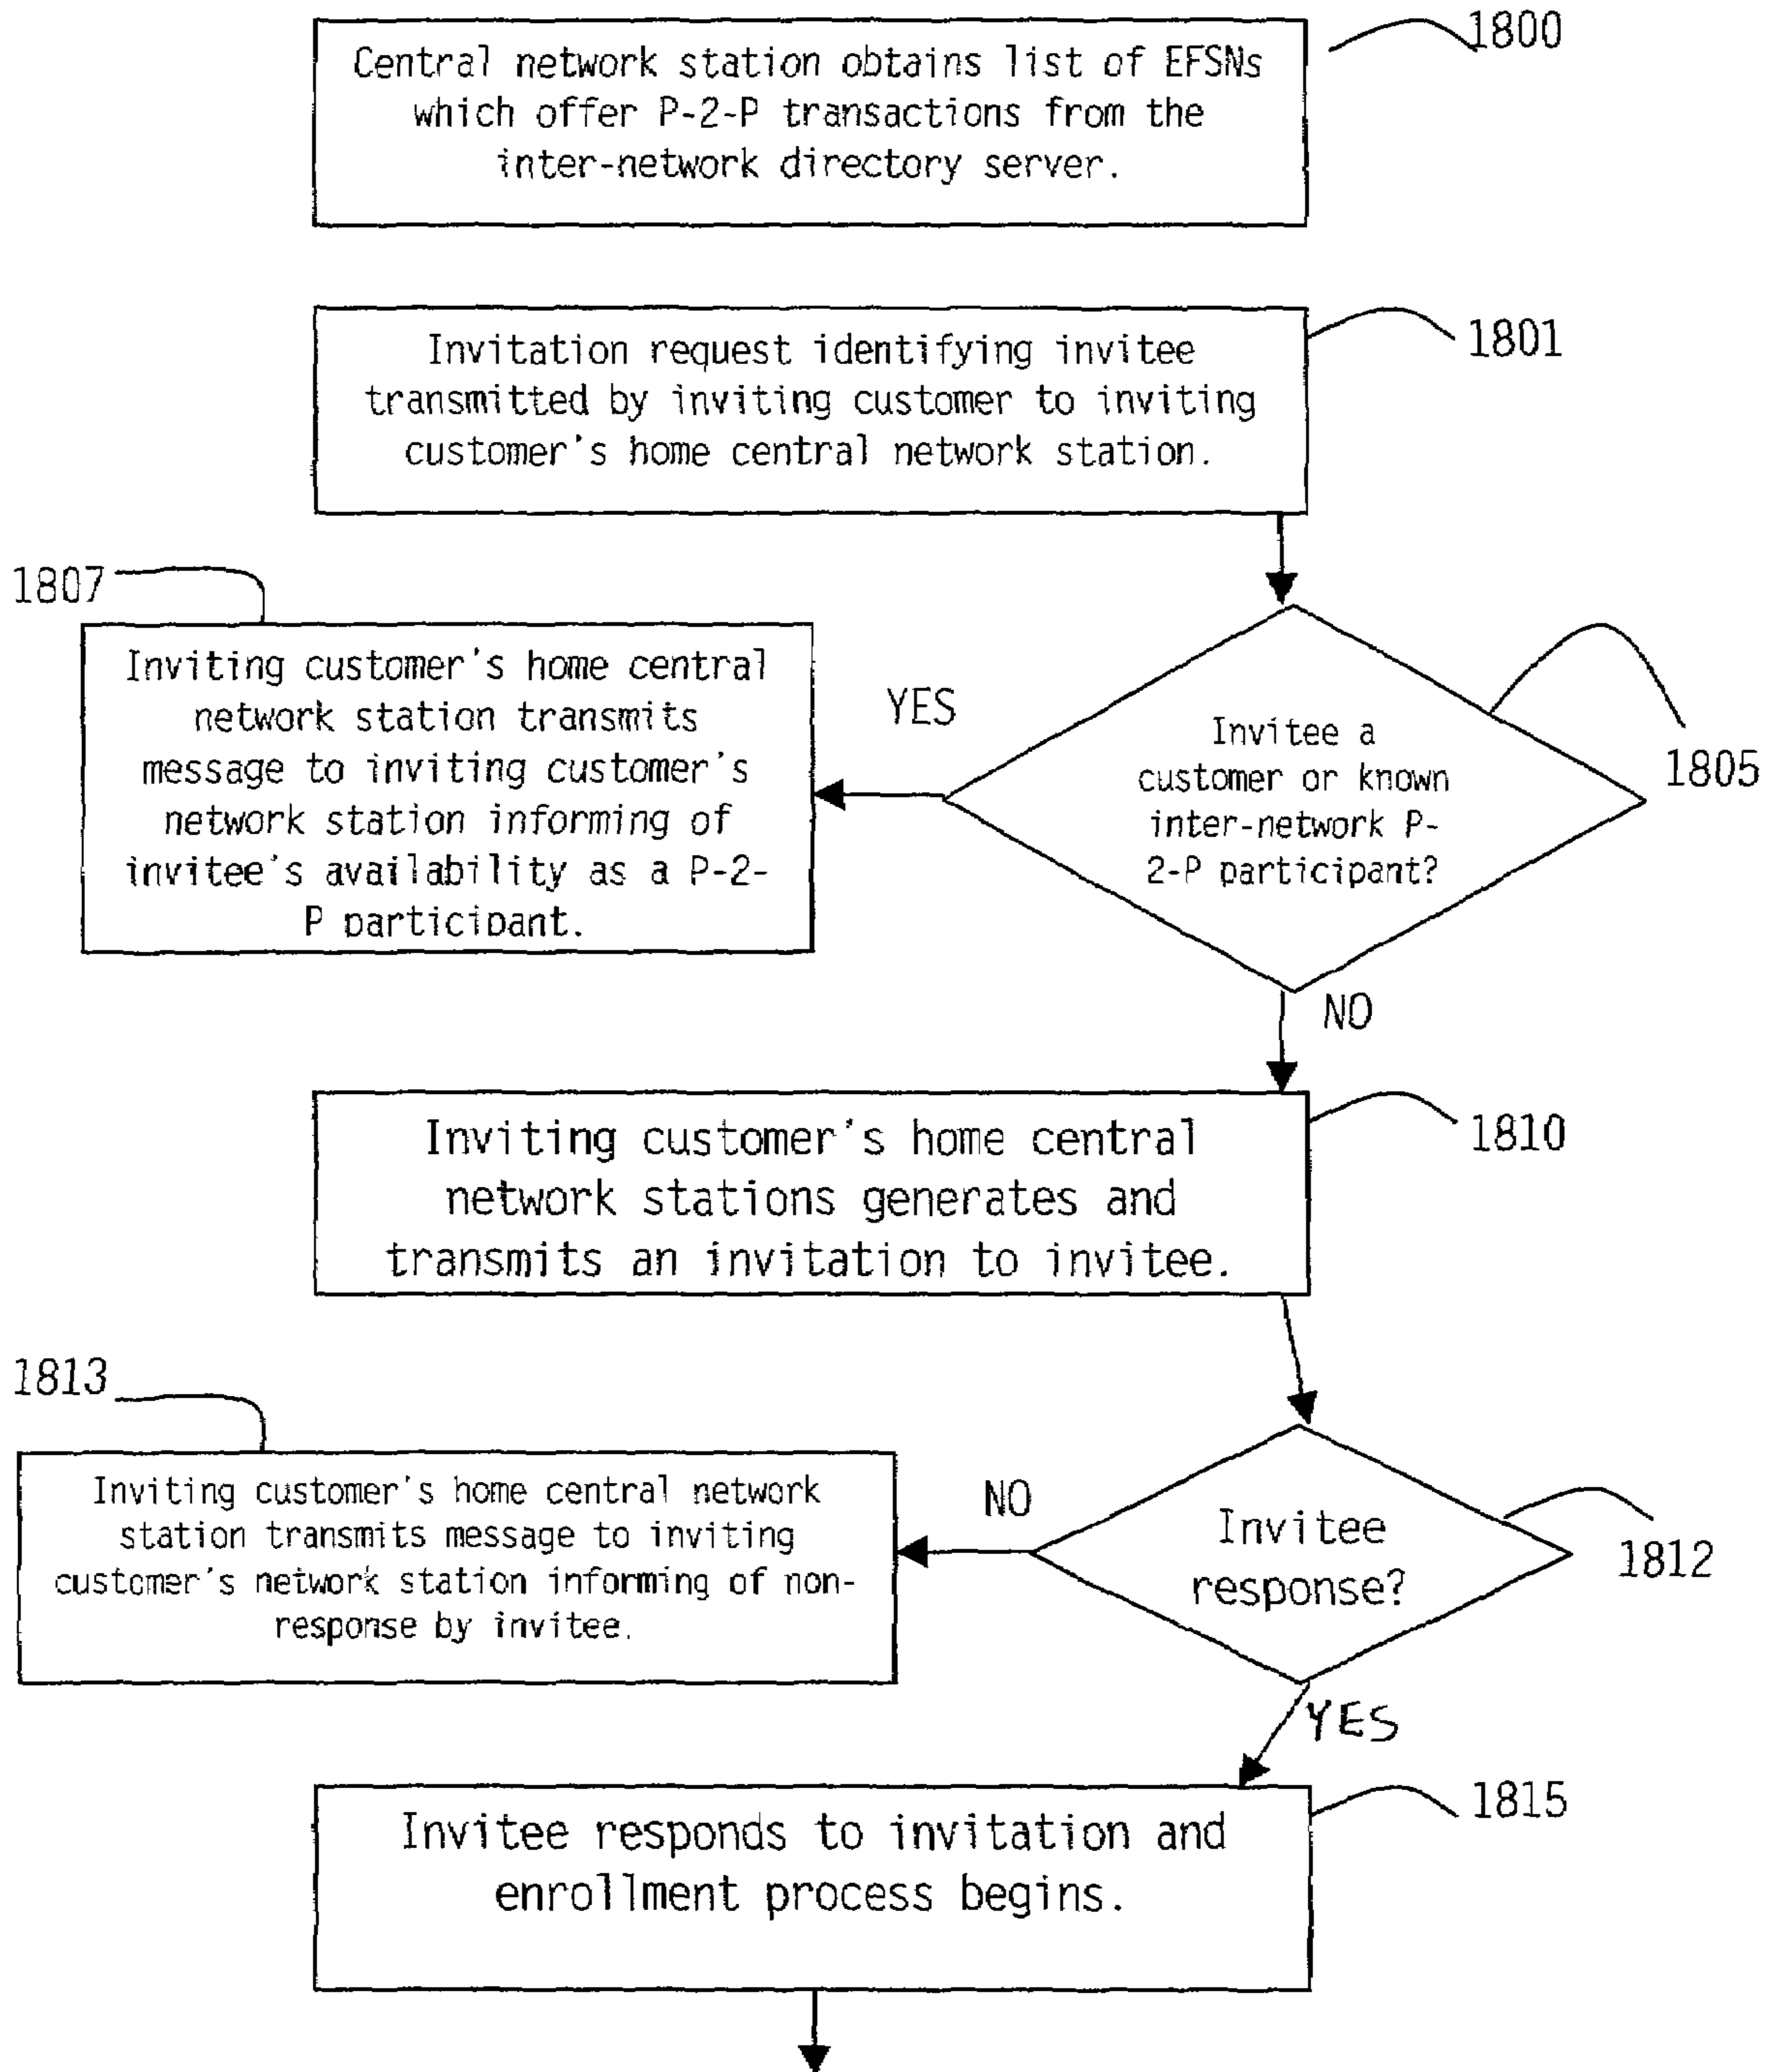 1800
Central network station obtains list of EFSNs
which offer P-2-P transactions from the
inter-network directory server.
1801
Invitation request identifying invitee
transmitted by inviting customer to inviting
customer's home central network station.
1807
Inviting customer's home central
network station transmits
message to inviting customer's
network station informing of
invitee's availability as a P-2-
P participant.
YES
Invitee a
customer or known
inter-network P-
2-P participant?
1805
NO
Inviting customer's home central
network stations generates and
transmits an invitation to invitee.
1810
1813
Inviting customer's home central network
station transmits message to inviting
customer's network station informing of non-
response by invitee.
NO
Invitee
response?
1812
YES
Invitee responds to invitation and
enrollment process begins.
1815